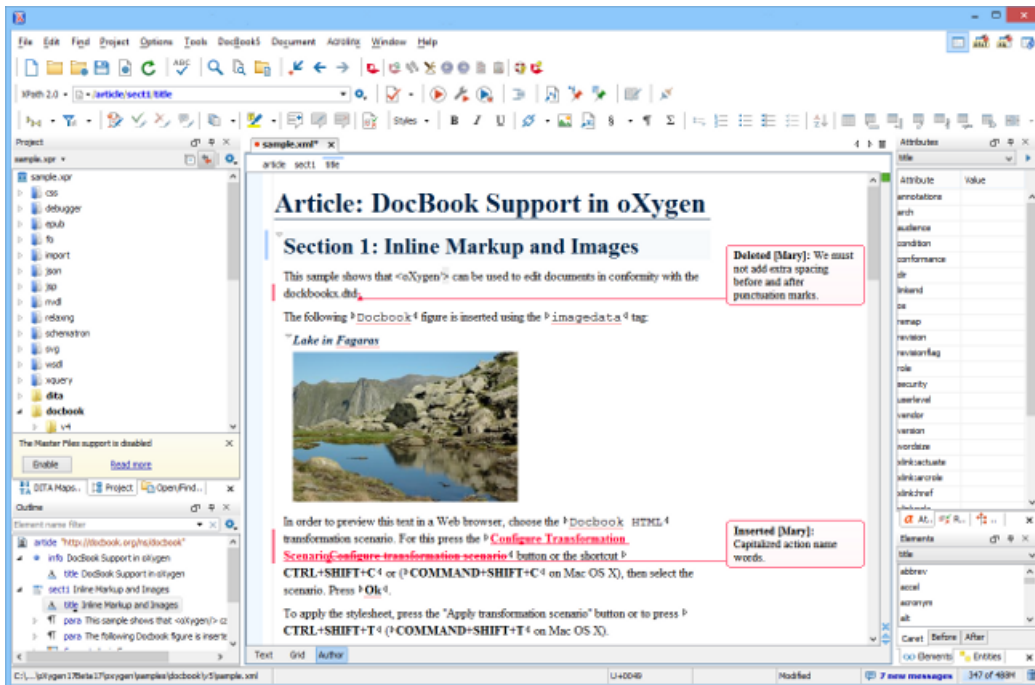 File Edit Find Project Options Tools DocBook5 Document Acrolinx Window Help
XPath 2.0 /article/sect1/title
Styles B I U § ¶ Σ
Project
sample.xml* x
Attributes
sample.xpr
article sect1 title
title
sample.xpr
css
debugger
epub
fo
import
json
jsp
nvdl
relaxng
schematron
svg
wsdl
xquery
dita
docbook
v4
The Master Files support is disabled
Enable Read more
DITA Maps.. Project Open/Find..
Outline
Element name filter
article "http://docbook.org/ns/docbook"
info DocBook Support in oXygen
title DocBook Support in oXygen
sect1 Inline Markup and Images
title Inline Markup and Images
para This sample shows that <oXygen/> ca
para The following Docbook figure is inserte
Article: DocBook Support in oXygen
Section 1: Inline Markup and Images
This sample shows that <oXygen/> can be used to edit documents in conformity with the
dockbookx.dtd.
The following Docbook figure is inserted using the imagedata tag:
Lake in Fagaras
In order to preview this text in a Web browser, choose the Docbook HTML
transformation scenario. For this press the Configure Transformation
ScenarioConfigure transformation scenario button or the shortcut
CTRL+SHIFT+C or (COMMAND+SHIFT+C on Mac OS X), then select the
scenario. Press Ok.
To apply the stylesheet, press the "Apply transformation scenario" button or to press
CTRL+SHIFT+T (COMMAND+SHIFT+T on Mac OS X).
Deleted [Mary]: We must
not add extra spacing
before and after
punctuation marks.
Inserted [Mary]:
Capitalized action name
words.
Text Grid Author
Attribute Value
annotations
arch
audience
condition
conformance
dir
linkend
os
remap
revision
revisionflag
role
security
userlevel
vendor
version
wordsize
xlink:actuate
xlink:arcrole
xlink:href
At.. R..
Elements
title
abbrev
accel
acronym
alt
Caret Before After
Elements Entities
U+0049 Modified 7 new messages 347 of 488M